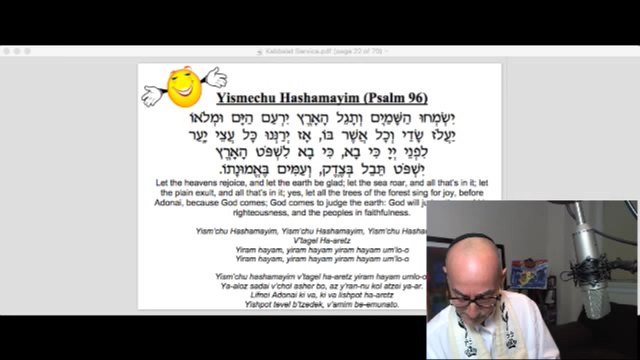 Kabbalat Service.pdf (page 22 of 70)
Yismechu Hashamayim (Psalm 96)
יִשְׂמְחוּ הַשָּׁמַיִם וְתָגֵל הָאָרֶץ יִרְעַם הַיָּם וּמְלֹאוֹ
יַעֲלֹז שָׂדַי וְכָל אֲשֶׁר בּוֹ, אָז יְרַנְּנוּ כָּל עֲצֵי יָעַר
לִפְנֵי יְיָ כִּי בָא, כִּי בָא לִשְׁפֹּט הָאָרֶץ
יִשְׁפֹּט תֵּבֵל בְּצֶדֶק, וְעַמִּים בֶּאֱמוּנָתוֹ.
Let the heavens rejoice, and let the earth be glad; let the sea roar, and all that's in it; let
the plain exult, and all that's in it; yes, let all the trees of the forest sing for joy, before
Adonai, because God comes; God comes to judge the earth: God will jud
righteousness, and the peoples in faithfulness.
Yism'chu Hashamayim, Yism'chu Hashamayim, Yism'chu Hasha
V'tagel Ha-aretz
Yiram hayam, yiram hayam yiram hayam um'lo-o
Yiram hayam, yiram hayam yiram hayam um'lo-o
Yism'chu hashamayim v'tagel ha-aretz yiram hayam umlo-o
Ya-aloz sadai v'chol asher bo, az y'ran-nu kol atzei ya-ar.
Lifnei Adonai ki va, ki va lishpot ha-aretz
Yishpot tevel b'tzedek, v'amim be-emunato.